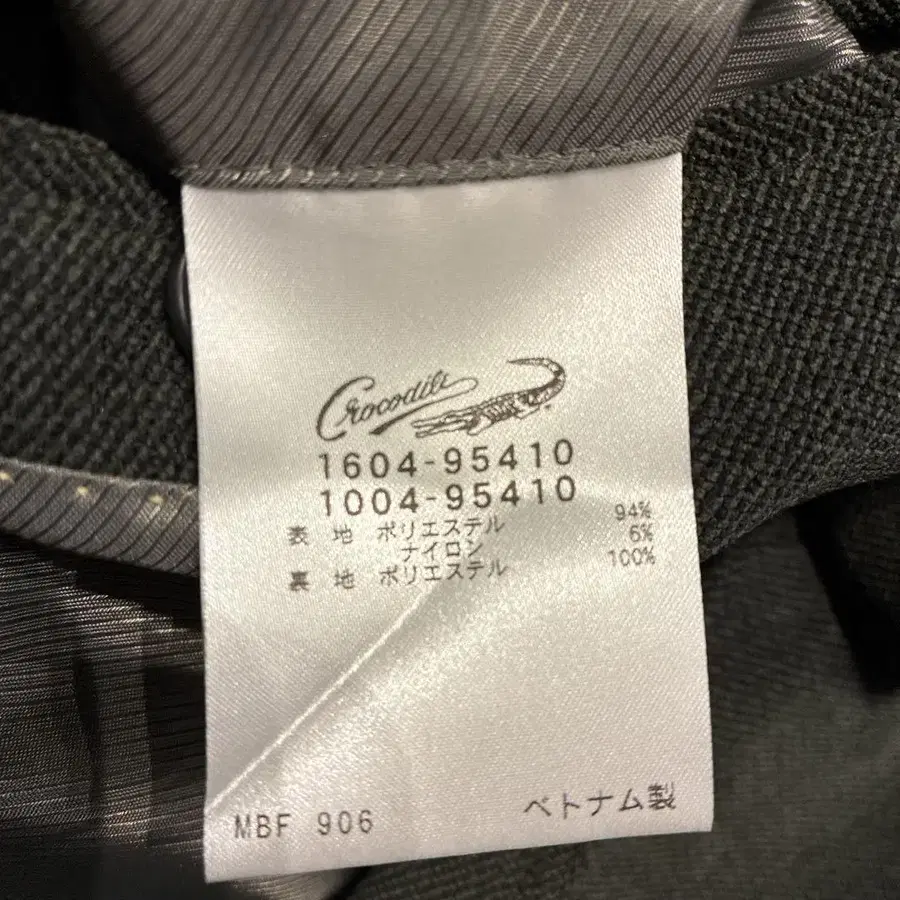 Crocodile
1604-95410
1004-95410
表 地 ポリエステル 94%
ナイロン 6%
裏 地 ポリエステル 100%
MBF 906 ベトナム製